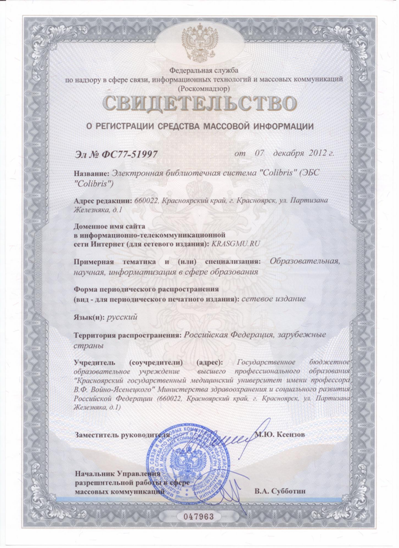 Федеральная служба
по надзору в сфере связи, информационных технологий и массовых коммуникаций
(Роскомнадзор)
СВИДЕТЕЛЬСТВО
О РЕГИСТРАЦИИ СРЕДСТВА МАССОВОЙ ИНФОРМАЦИИ
Эл № ФС77-51997 от 07 декабря 2012 г.
Название: Электронная библиотечная система "Colibris" (ЭБС
"Colibris")
Адрес редакции: 660022, Красноярский край, г. Красноярск, ул. Партизана
Железняка, д.1
Доменное имя сайта
в информационно-телекоммуникационной
сети Интернет (для сетевого издания): KRASGMU.RU
Примерная тематика и (или) специализация: Образовательная,
научная, информатизация в сфере образования
Форма периодического распространения
(вид - для периодического печатного издания): сетевое издание
Язык(и): русский
Территория распространения: Российская Федерация, зарубежные
страны
Учредитель (соучредители) (адрес): Государственное бюджетное
образовательное учреждение высшего профессионального образования
"Красноярский государственный медицинский университет имени профессора
В.Ф. Войно-Ясенецкого" Министерства здравоохранения и социального развития
Российской Федерации (660022, Красноярский край, г. Красноярск, ул. Партизана
Железняка, д.1)
Заместитель руководителя М.Ю. Ксензов
Начальник Управления
разрешительной работы в сфере
массовых коммуникаций В.А. Субботин
047963